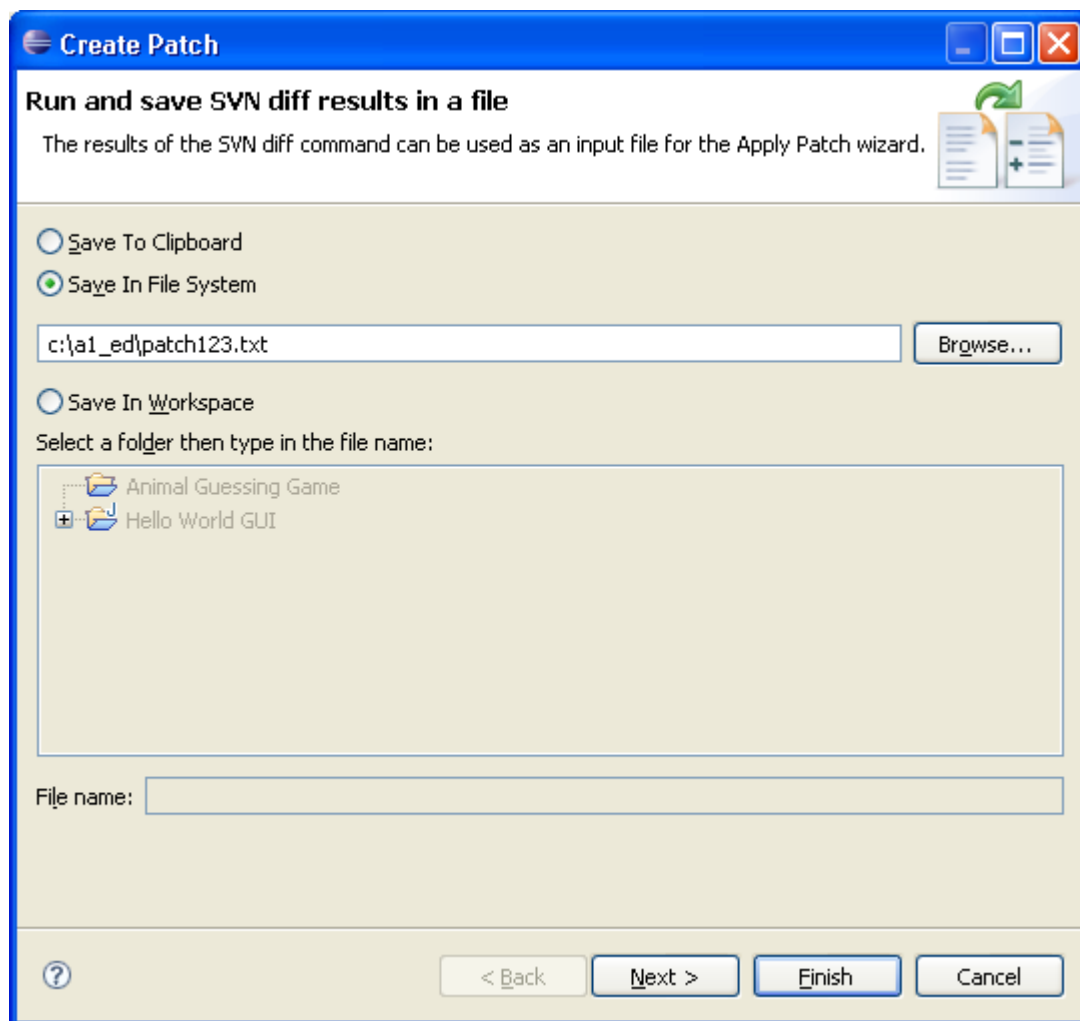 Create Patch
Run and save SVN diff results in a file
The results of the SVN diff command can be used as an input file for the Apply Patch wizard.
Save To Clipboard
Save In File System
c:\a1_ed\patch123.txt
Browse...
Save In Workspace
Select a folder then type in the file name:
Animal Guessing Game
J
Hello World GUI
File name:
?
< Back
Next >
Finish
Cancel